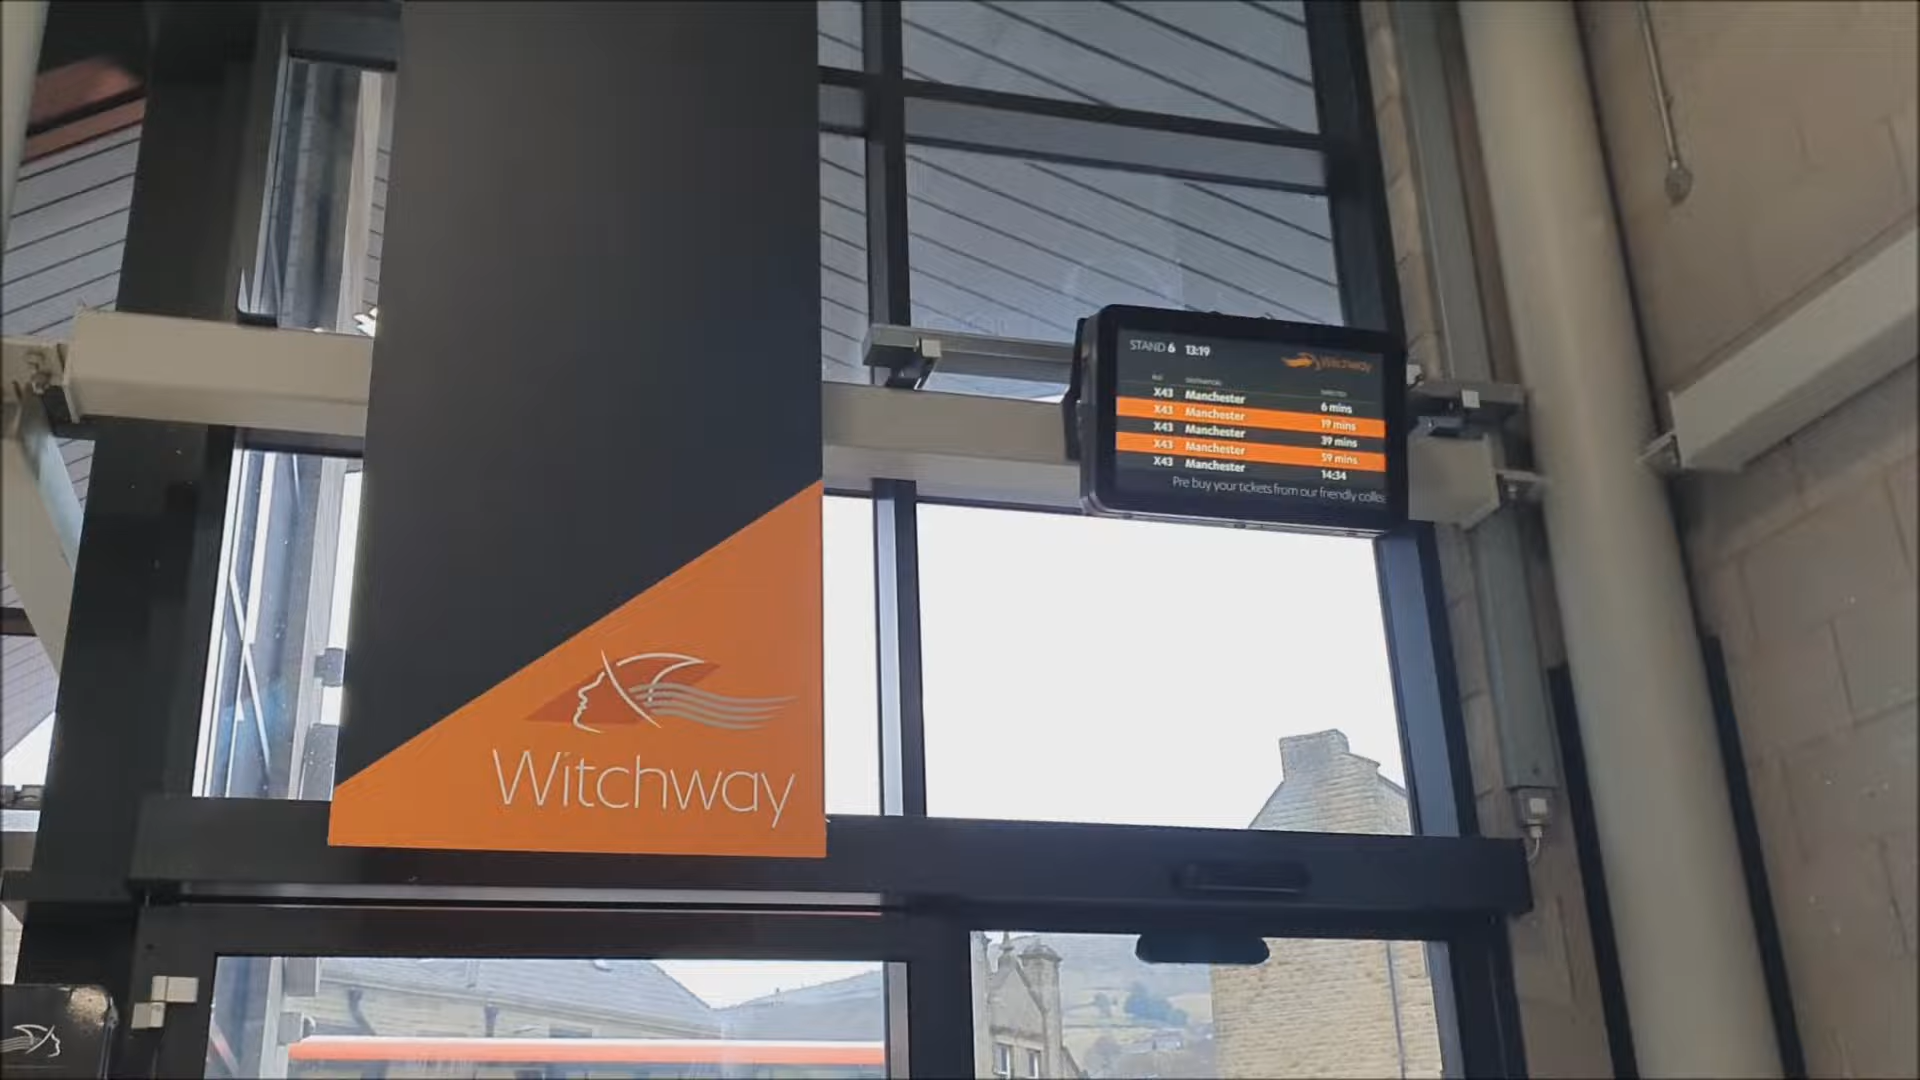 STAND 6 13:19 Witchway
X43 Manchester 6 mins
X43 Manchester 19 mins
X43 Manchester 39 mins
X43 Manchester 59 mins
X43 Manchester 14:34
Pre buy your tickets from our friendly
Witchway